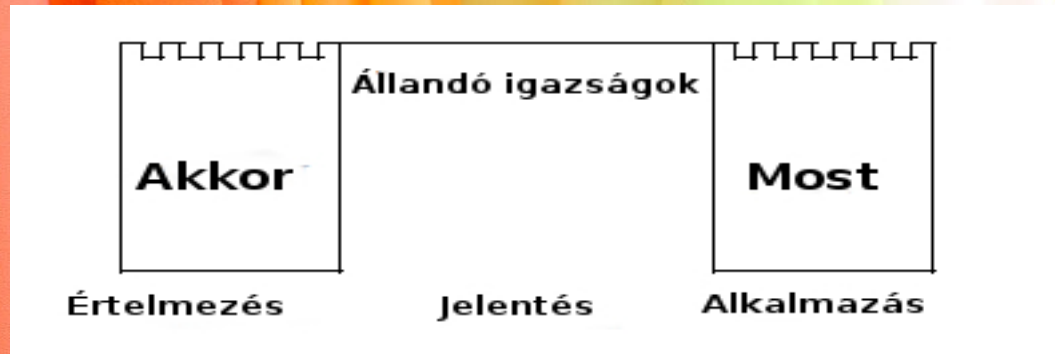 Állandó igazságok
Akkor
Most
Értelmezés
Jelentés
Alkalmazás